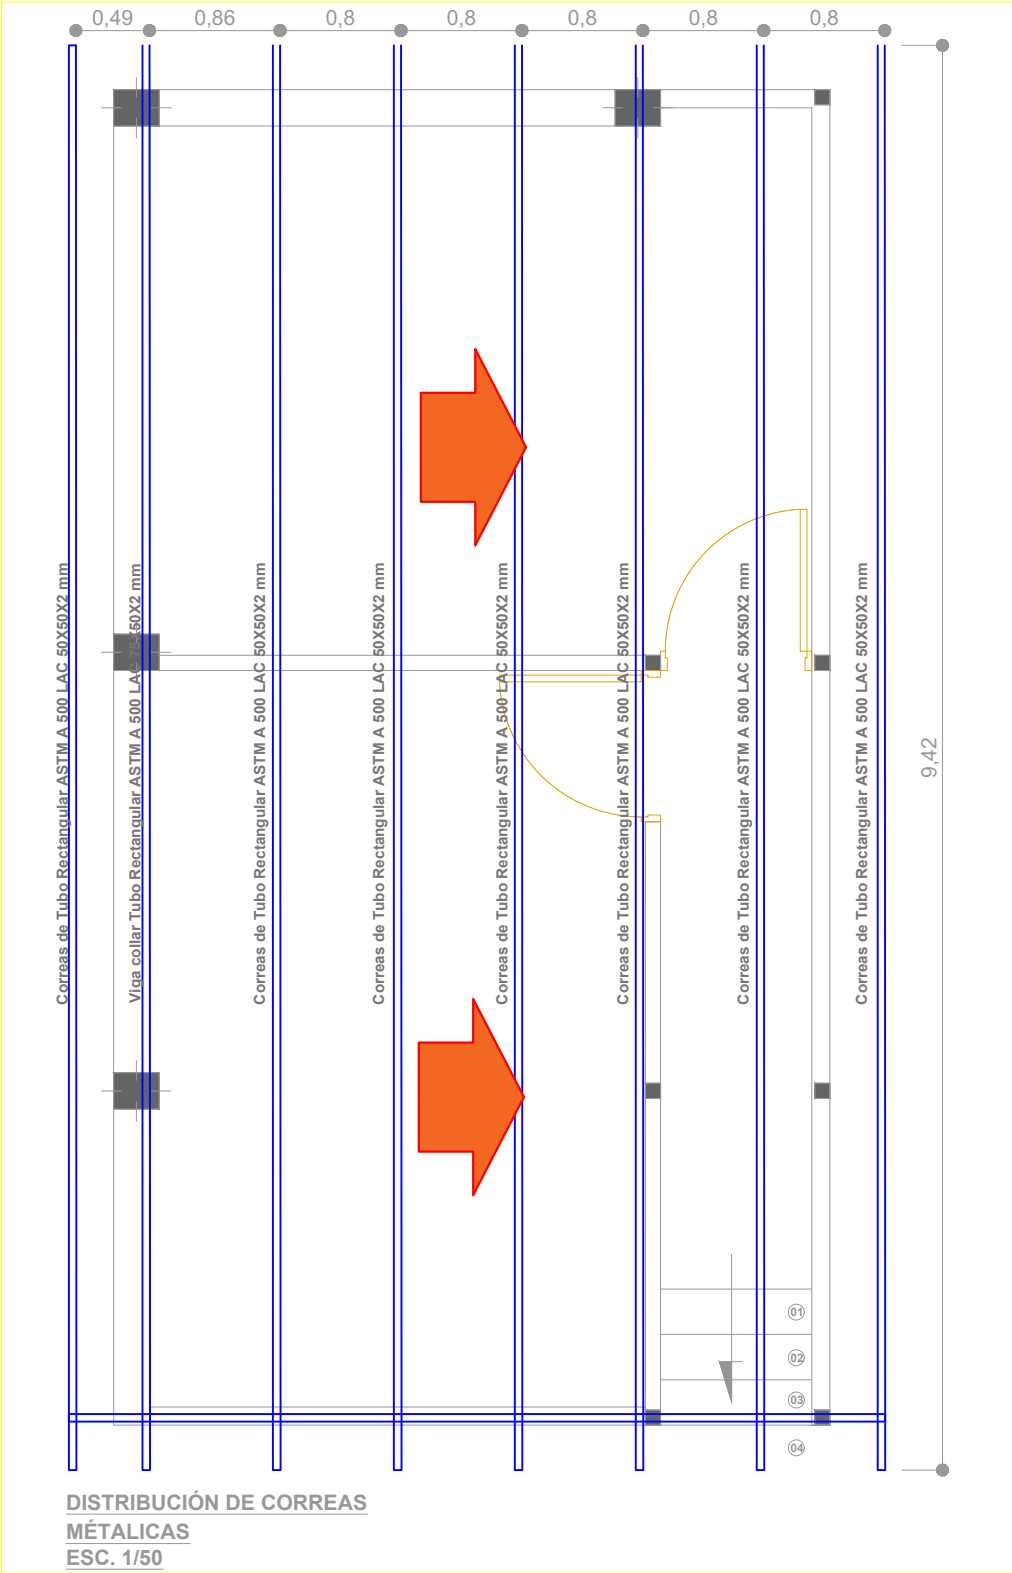 0,49
0,86
0,8
0,8
0,8
0,8
0,8
Correas de Tubo Rectangular ASTM A 500 LAC 50X50X2 mm
Viga collar Tubo Rectangular ASTM A 500 LAC 75X50X2 mm
Correas de Tubo Rectangular ASTM A 500 LAC 50X50X2 mm
Correas de Tubo Rectangular ASTM A 500 LAC 50X50X2 mm
Correas de Tubo Rectangular ASTM A 500 LAC 50X50X2 mm
Correas de Tubo Rectangular ASTM A 500 LAC 50X50X2 mm
Correas de Tubo Rectangular ASTM A 500 LAC 50X50X2 mm
Correas de Tubo Rectangular ASTM A 500 LAC 50X50X2 mm
9,42
01
02
03
04
DISTRIBUCIÓN DE CORREAS
MÉTALICAS
ESC. 1/50